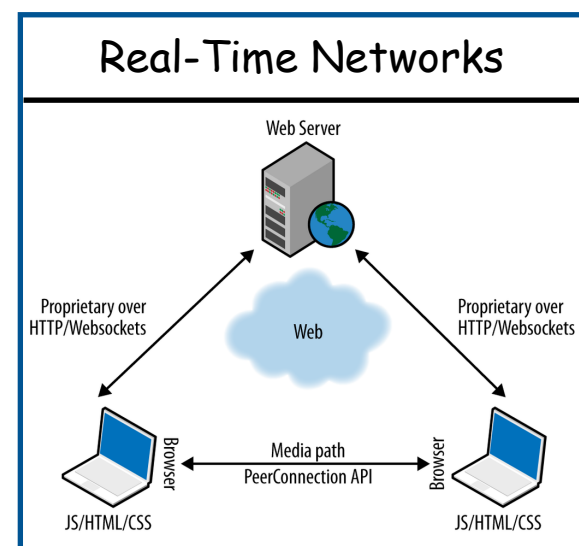 Real-Time Networks
Web Server
Proprietary over
HTTP/Websockets
Proprietary over
HTTP/Websockets
Web
Browser
Media path
PeerConnection API
Browser
JS/HTML/CSS
JS/HTML/CSS